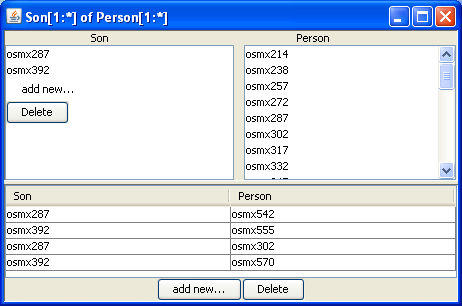 Son[1:*] of Person[1:*]
Son Person
osmx287
osmx392
add new...
Delete
osmx214
osmx238
osmx257
osmx272
osmx287
osmx302
osmx317
osmx332
Son Person
osmx287 osmx542
osmx392 osmx555
osmx287 osmx302
osmx392 osmx570
add new... Delete